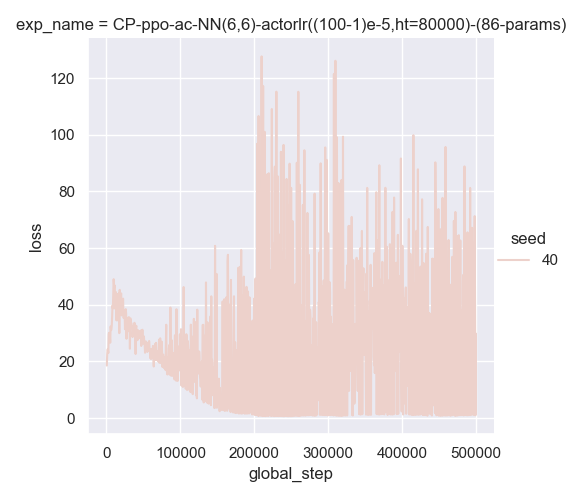 exp_name = CP-ppo-ac-NN(6,6)-actorlr((100-1)e-5,ht=80000)-(86-params)
120
100
80
60
40
20
0
loss
0 100000 200000 300000 400000 500000
global_step
seed
40